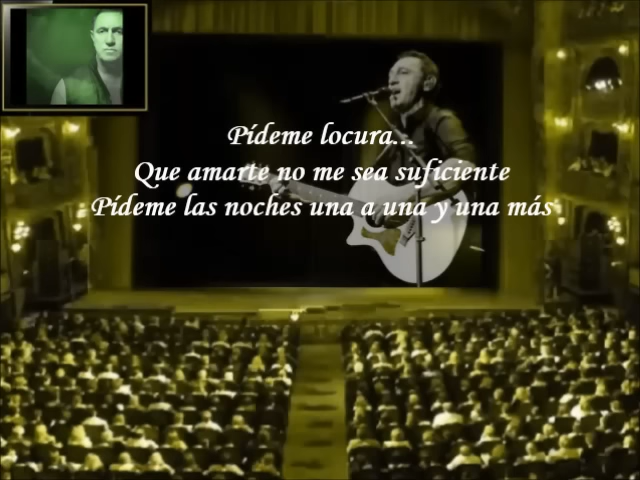 Pídeme locura...
Que amarte no me sea suficiente
Pídeme las noches una a una y una más